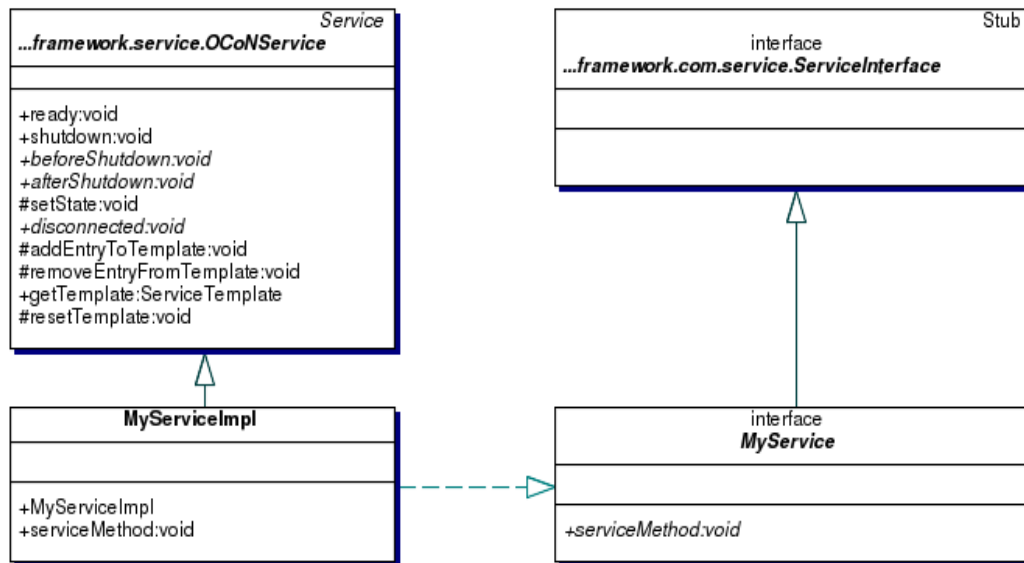 Service
...framework.service.OCoNService
+ready:void
+shutdown:void
+beforeShutdown:void
+afterShutdown:void
#setState:void
+disconnected:void
#addEntryToTemplate:void
#removeEntryFromTemplate:void
+getTemplate:ServiceTemplate
#resetTemplate:void
Stub
interface
...framework.com.service.ServiceInterface
MyServiceImpl
+MyServiceImpl
+serviceMethod:void
interface
MyService
+serviceMethod:void